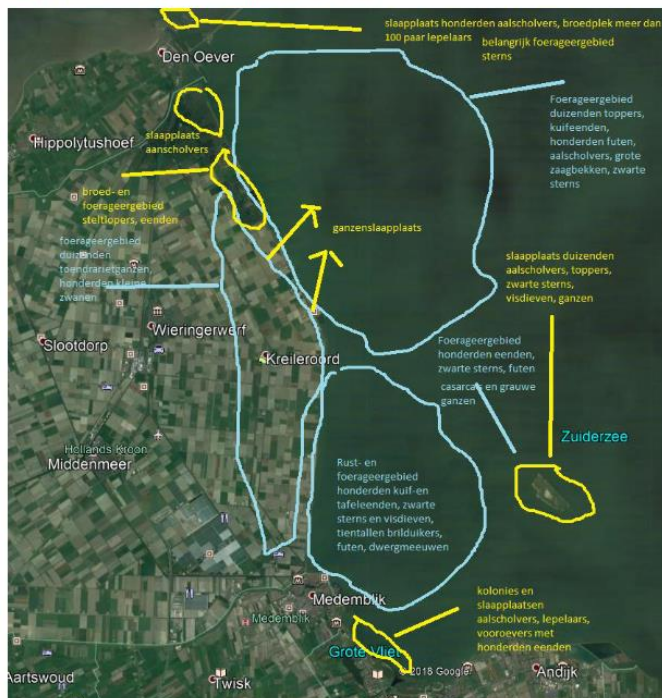 slaapplaats honderden aalscholvers, broedplek meer dan
100 paar lepelaars
belangrijk foerageergebied
sterns
Den Oever
Foerageergebied
duizenden toppers,
kuifeenden,
honderden futen,
aalscholvers, grote
zaagbekken, zwarte
sterns
Hippolytushoef
slaapplaats
aanscholvers
broed- en
foerageergebied
steltlopers, eenden
ganzenslaapplaats
foerageergebied
duizenden
toendrarietganzen,
honderden kleine
zwanen
slaapplaats duizenden
aalscholvers, toppers,
zwarte sterns,
visdieven, ganzen
Wieringerwerf
Slootdorp
Kreileroord
Foerageergebied
honderden eenden,
zwarte sterns, futen
casarcas en grauwe
ganzen
Zuiderzee
Hollands Kroon
Middenmeer
Rust- en
foerageergebied
honderden kuif- en
tafeleenden, zwarte
sterns en visdieven,
tientallen brilduikers,
futen, dwergmeeuwen
Medemblik
Medemblik
kolonies en
slaapplaatsen
aalscholvers, lepelaars,
vooroevers met
honderden eenden
Grote Vliet
© 2018 Google
Aartswoud
Twisk
Andijk